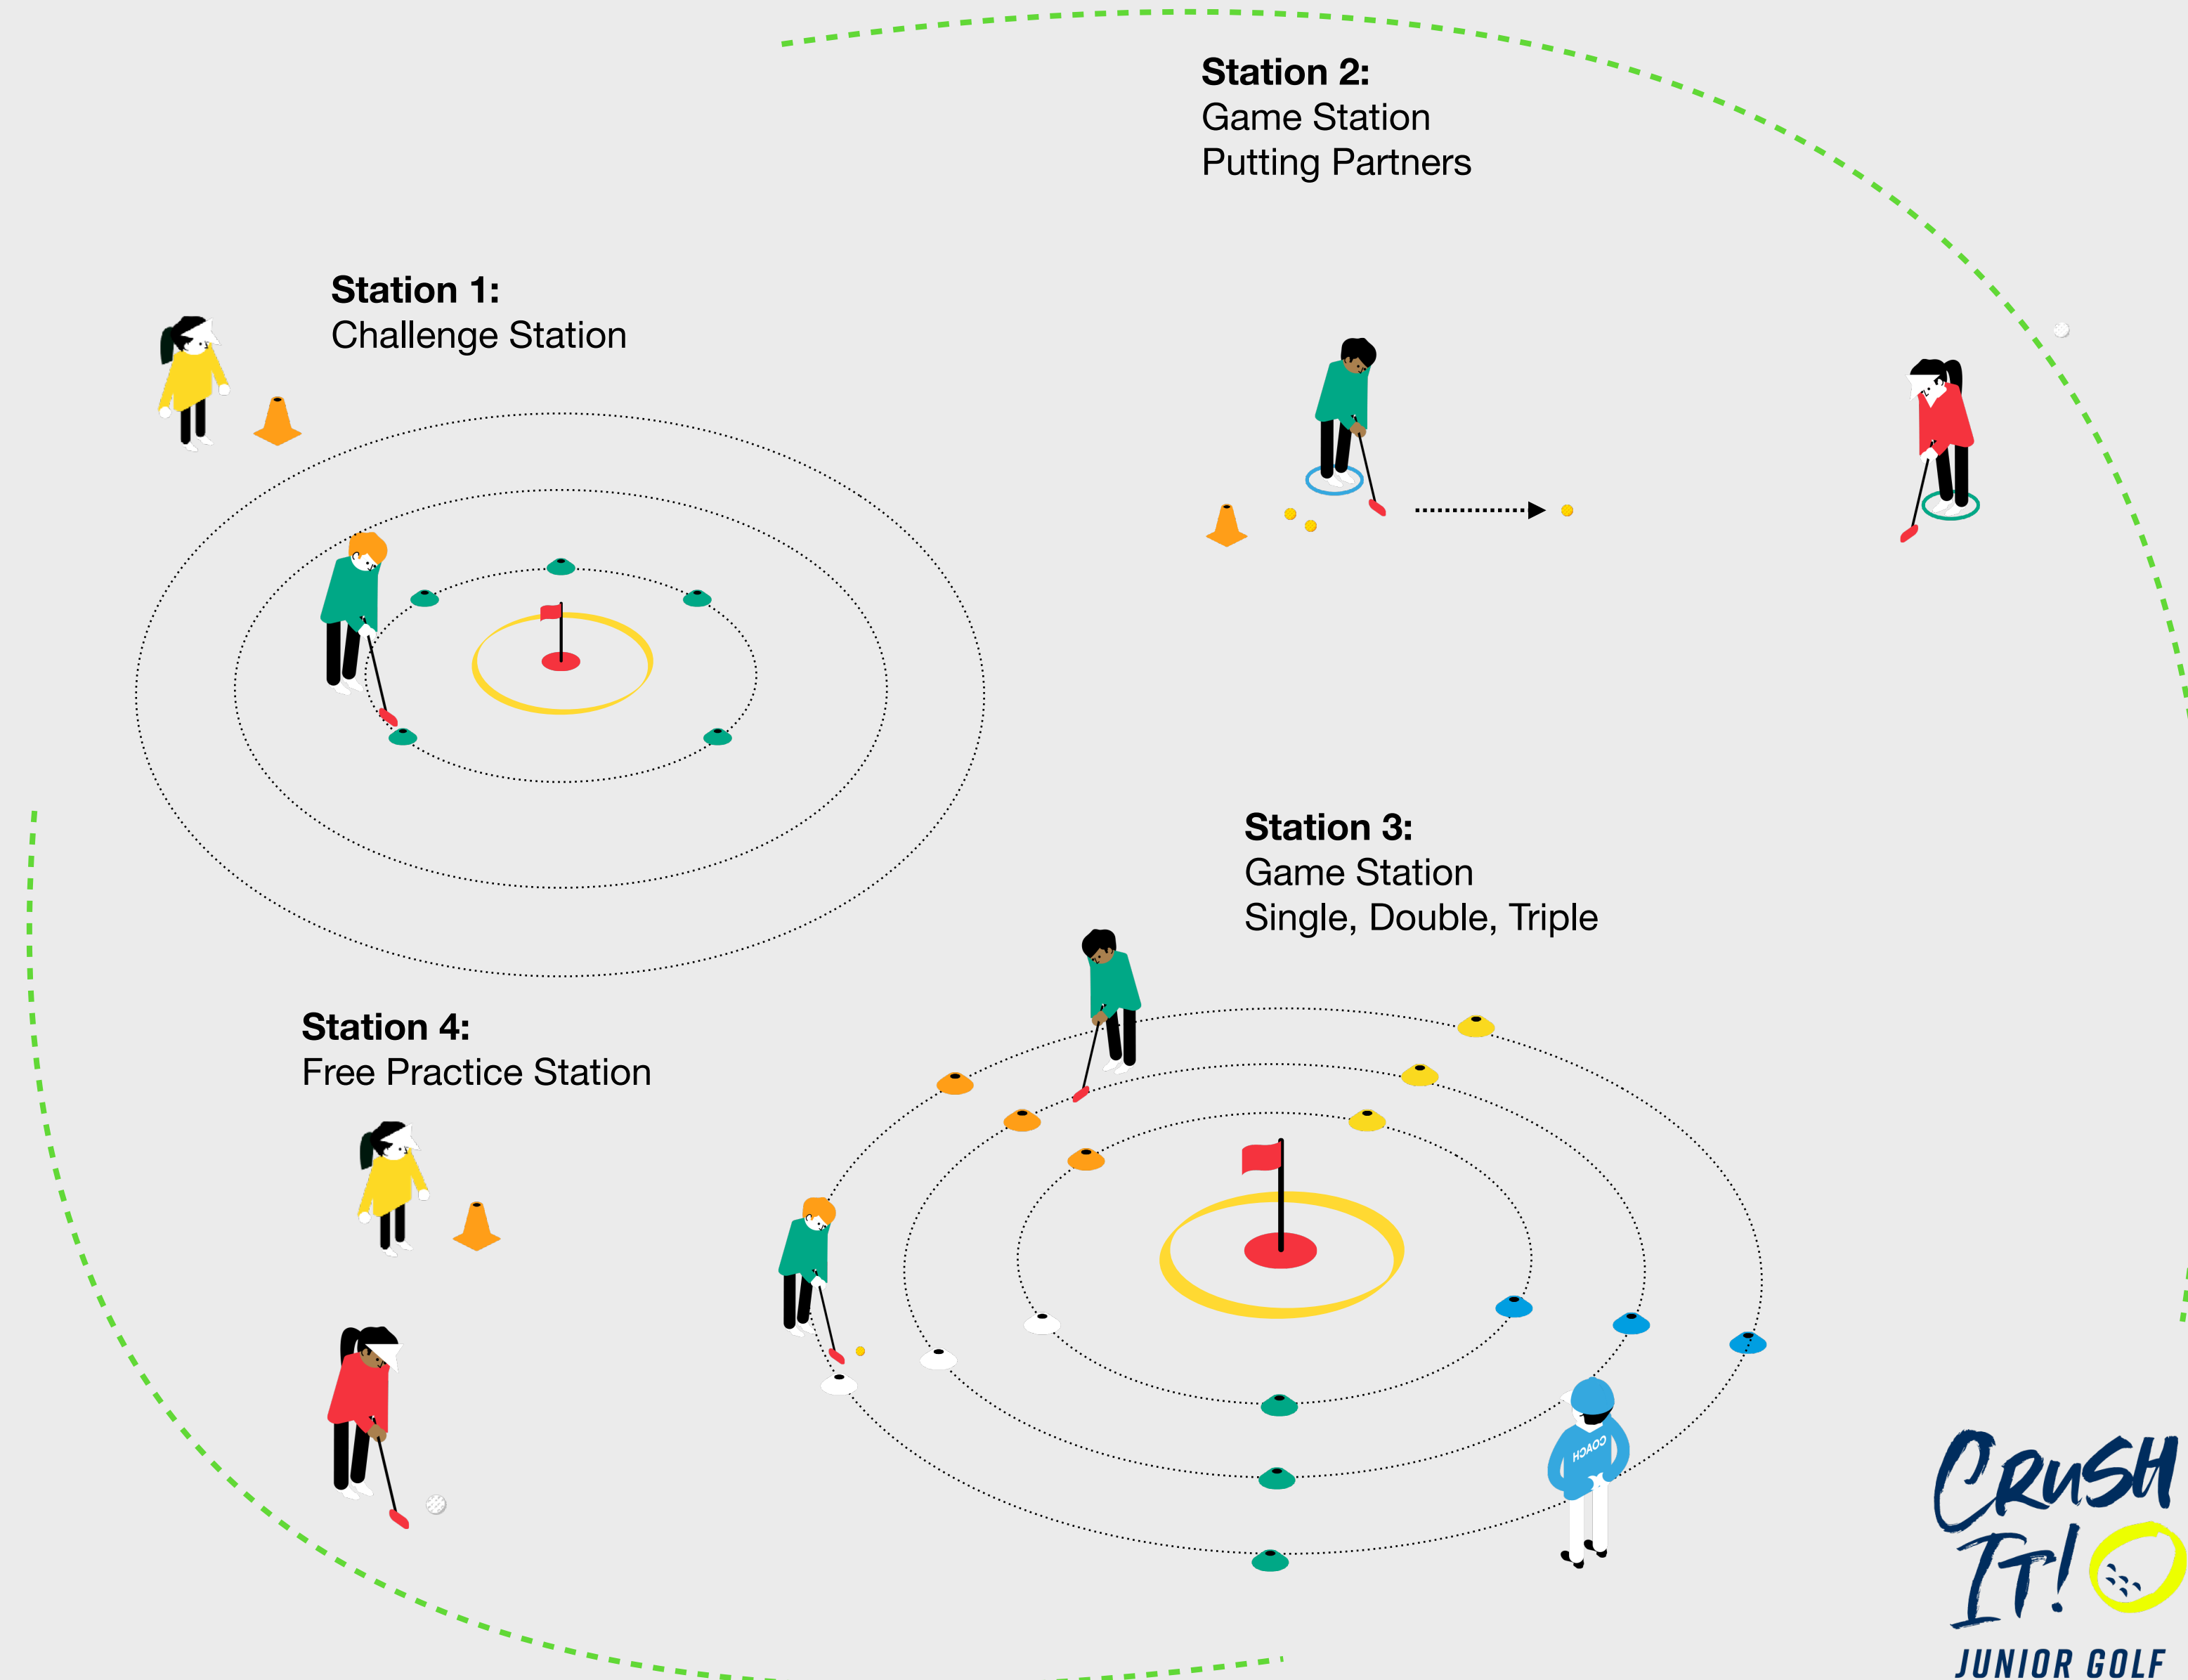 Station 2:
Game Station
Putting Partners
Station 1:
Challenge Station
Station 3:
Game Station
Single, Double, Triple
Station 4:
Free Practice Station
COACH
CRUSH
IT!
JUNIOR GOLF